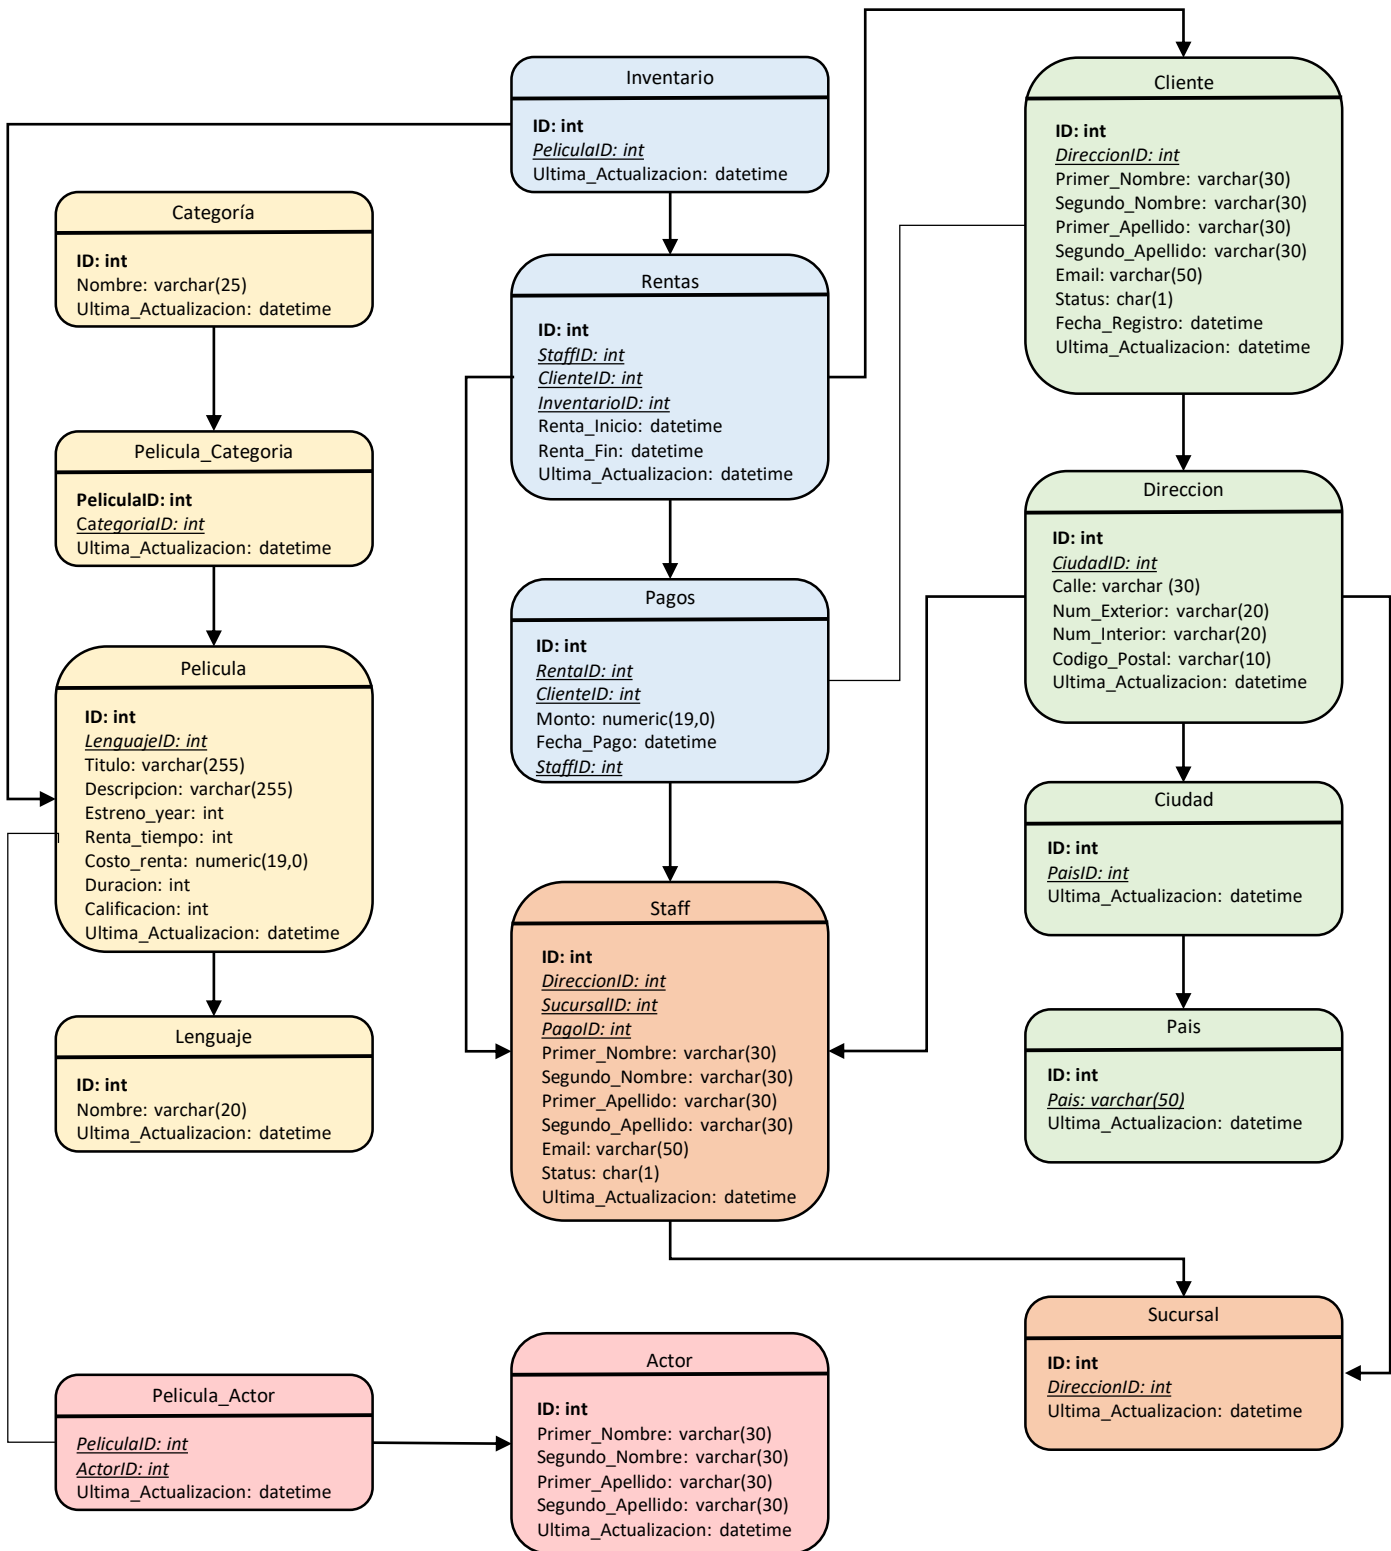 Inventario
ID: int
PeliculaID: int
Ultima_Actualizacion: datetime
Cliente
ID: int
DireccionID: int
Primer_Nombre: varchar(30)
Segundo_Nombre: varchar(30)
Primer_Apellido: varchar(30)
Segundo_Apellido: varchar(30)
Email: varchar(50)
Status: char(1)
Fecha_Registro: datetime
Ultima_Actualizacion: datetime
Categoría
ID: int
Nombre: varchar(25)
Ultima_Actualizacion: datetime
Rentas
ID: int
StaffID: int
ClienteID: int
InventarioID: int
Renta_Inicio: datetime
Renta_Fin: datetime
Ultima_Actualizacion: datetime
Pelicula_Categoria
PeliculaID: int
CategoriaID: int
Ultima_Actualizacion: datetime
Direccion
ID: int
CiudadID: int
Calle: varchar (30)
Num_Exterior: varchar(20)
Num_Interior: varchar(20)
Codigo_Postal: varchar(10)
Ultima_Actualizacion: datetime
Pagos
ID: int
RentaID: int
ClienteID: int
Monto: numeric(19,0)
Fecha_Pago: datetime
StaffID: int
Pelicula
ID: int
LenguajeID: int
Titulo: varchar(255)
Descripcion: varchar(255)
Estreno_year: int
Renta_tiempo: int
Costo_renta: numeric(19,0)
Duracion: int
Calificacion: int
Ultima_Actualizacion: datetime
Ciudad
ID: int
PaisID: int
Ultima_Actualizacion: datetime
Staff
ID: int
DireccionID: int
SucursalID: int
PagoID: int
Primer_Nombre: varchar(30)
Segundo_Nombre: varchar(30)
Primer_Apellido: varchar(30)
Segundo_Apellido: varchar(30)
Email: varchar(50)
Status: char(1)
Ultima_Actualizacion: datetime
Lenguaje
ID: int
Nombre: varchar(20)
Ultima_Actualizacion: datetime
Pais
ID: int
Pais: varchar(50)
Ultima_Actualizacion: datetime
Sucursal
ID: int
DireccionID: int
Ultima_Actualizacion: datetime
Pelicula_Actor
PeliculaID: int
ActorID: int
Ultima_Actualizacion: datetime
Actor
ID: int
Primer_Nombre: varchar(30)
Segundo_Nombre: varchar(30)
Primer_Apellido: varchar(30)
Segundo_Apellido: varchar(30)
Ultima_Actualizacion: datetime